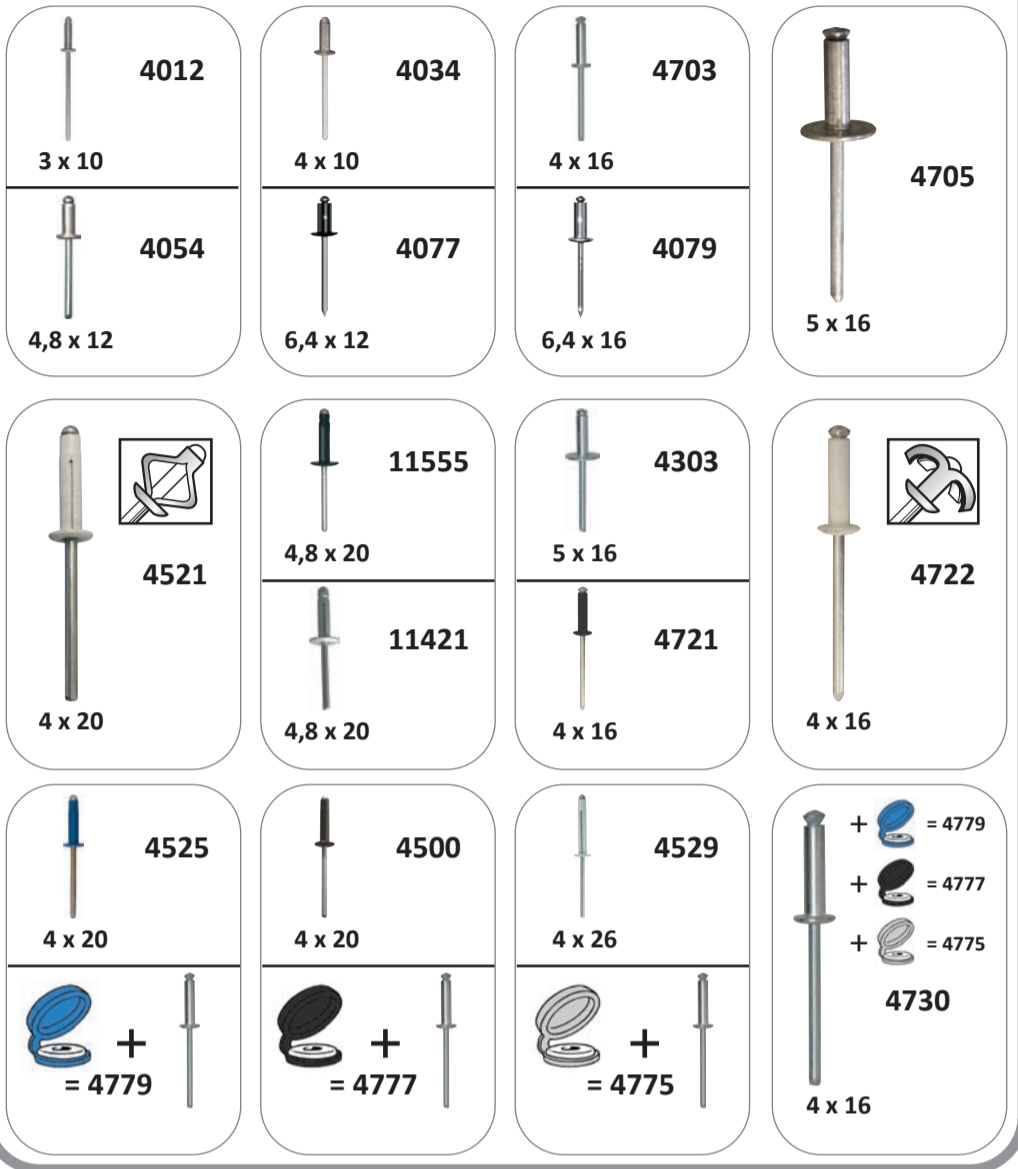 4012
3 x 10
4054
4,8 x 12
4034
4 x 10
4077
6,4 x 12
4703
4 x 16
4079
6,4 x 16
4705
5 x 16
4521
4 x 20
11555
4,8 x 20
11421
4,8 x 20
4303
5 x 16
4721
4 x 16
4722
4 x 16
4525
4 x 20
+
= 4779
4500
4 x 20
+
= 4777
4529
4 x 26
+
= 4775
+ = 4779
+ = 4777
+ = 4775
4730
4 x 16